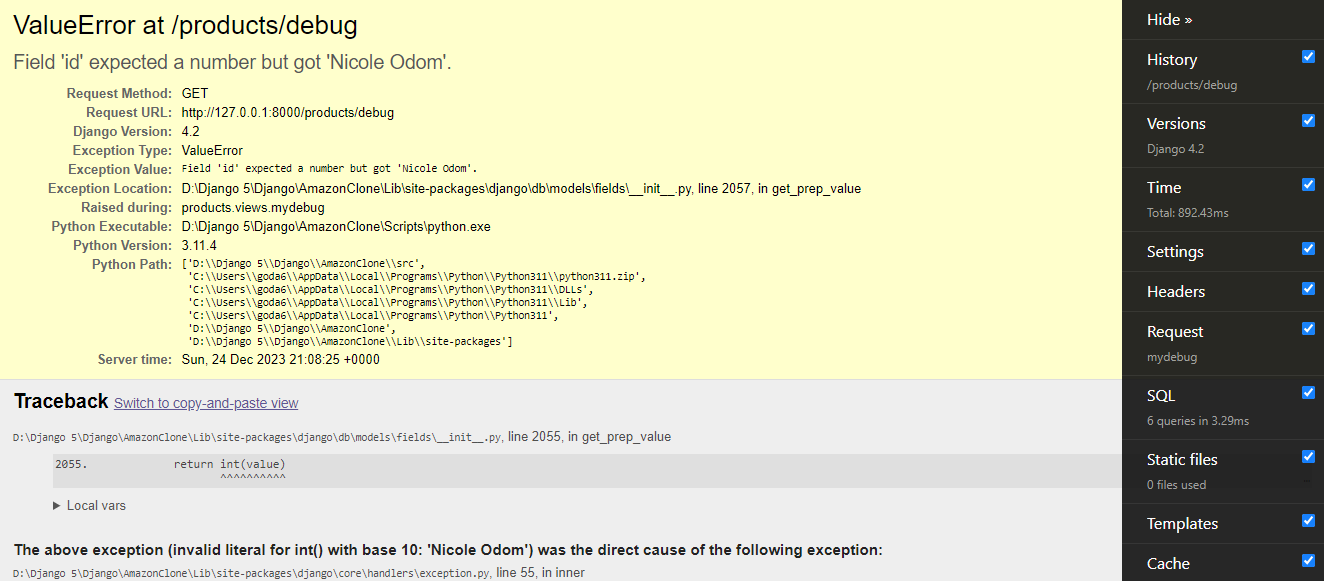 ValueError at /products/debug
Field 'id' expected a number but got 'Nicole Odom'.
Request Method: GET
Request URL: http://127.0.0.1:8000/products/debug
Django Version: 4.2
Exception Type: ValueError
Exception Value: Field 'id' expected a number but got 'Nicole Odom'.
Exception Location: D:\Django 5\Django\AmazonClone\Lib\site-packages\django\db\models\fields\__init__.py, line 2057, in get_prep_value
Raised during: products.views.mydebug
Python Executable: D:\Django 5\Django\AmazonClone\Scripts\python.exe
Python Version: 3.11.4
Python Path: ['D:\\Django 5\\Django\\AmazonClone\\src',
'C:\\Users\\goda6\\AppData\\Local\\Programs\\Python\\Python311\\python311.zip',
'C:\\Users\\goda6\\AppData\\Local\\Programs\\Python\\Python311\\DLLs',
'C:\\Users\\goda6\\AppData\\Local\\Programs\\Python\\Python311\\Lib',
'C:\\Users\\goda6\\AppData\\Local\\Programs\\Python\\Python311',
'D:\\Django 5\\Django\\AmazonClone',
'D:\\Django 5\\Django\\AmazonClone\\Lib\\site-packages']
Server time: Sun, 24 Dec 2023 21:08:25 +0000
Traceback Switch to copy-and-paste view
D:\Django 5\Django\AmazonClone\Lib\site-packages\django\db\models\fields\__init__.py, line 2055, in get_prep_value
2055. return int(value)
^^^^^^^^^^
▶ Local vars
The above exception (invalid literal for int() with base 10: 'Nicole Odom') was the direct cause of the following exception:
D:\Django 5\Django\AmazonClone\Lib\site-packages\django\core\handlers\exception.py, line 55, in inner
Hide »
History
/products/debug
Versions
Django 4.2
Time
Total: 892.43ms
Settings
Headers
Request
mydebug
SQL
6 queries in 3.29ms
Static files
0 files used
Templates
Cache